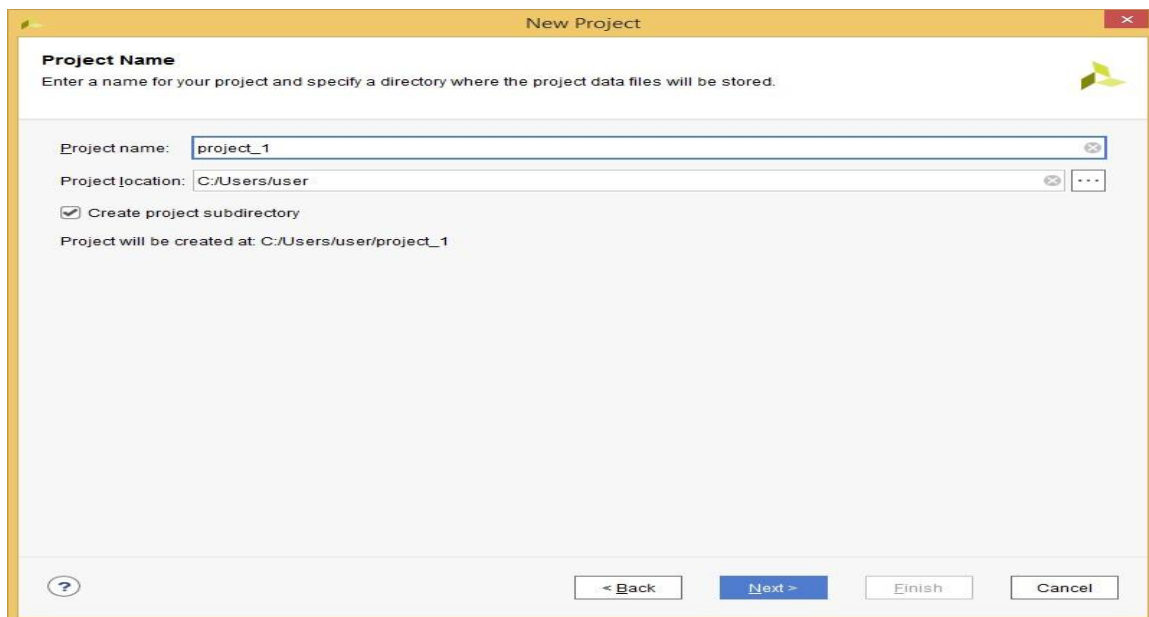 New Project
Project Name
Enter a name for your project and specify a directory where the project data files will be stored.
Project name: project_1
Project location: C:/Users/user ...
Create project subdirectory
Project will be created at: C:/Users/user/project_1
? < Back Next > Finish Cancel